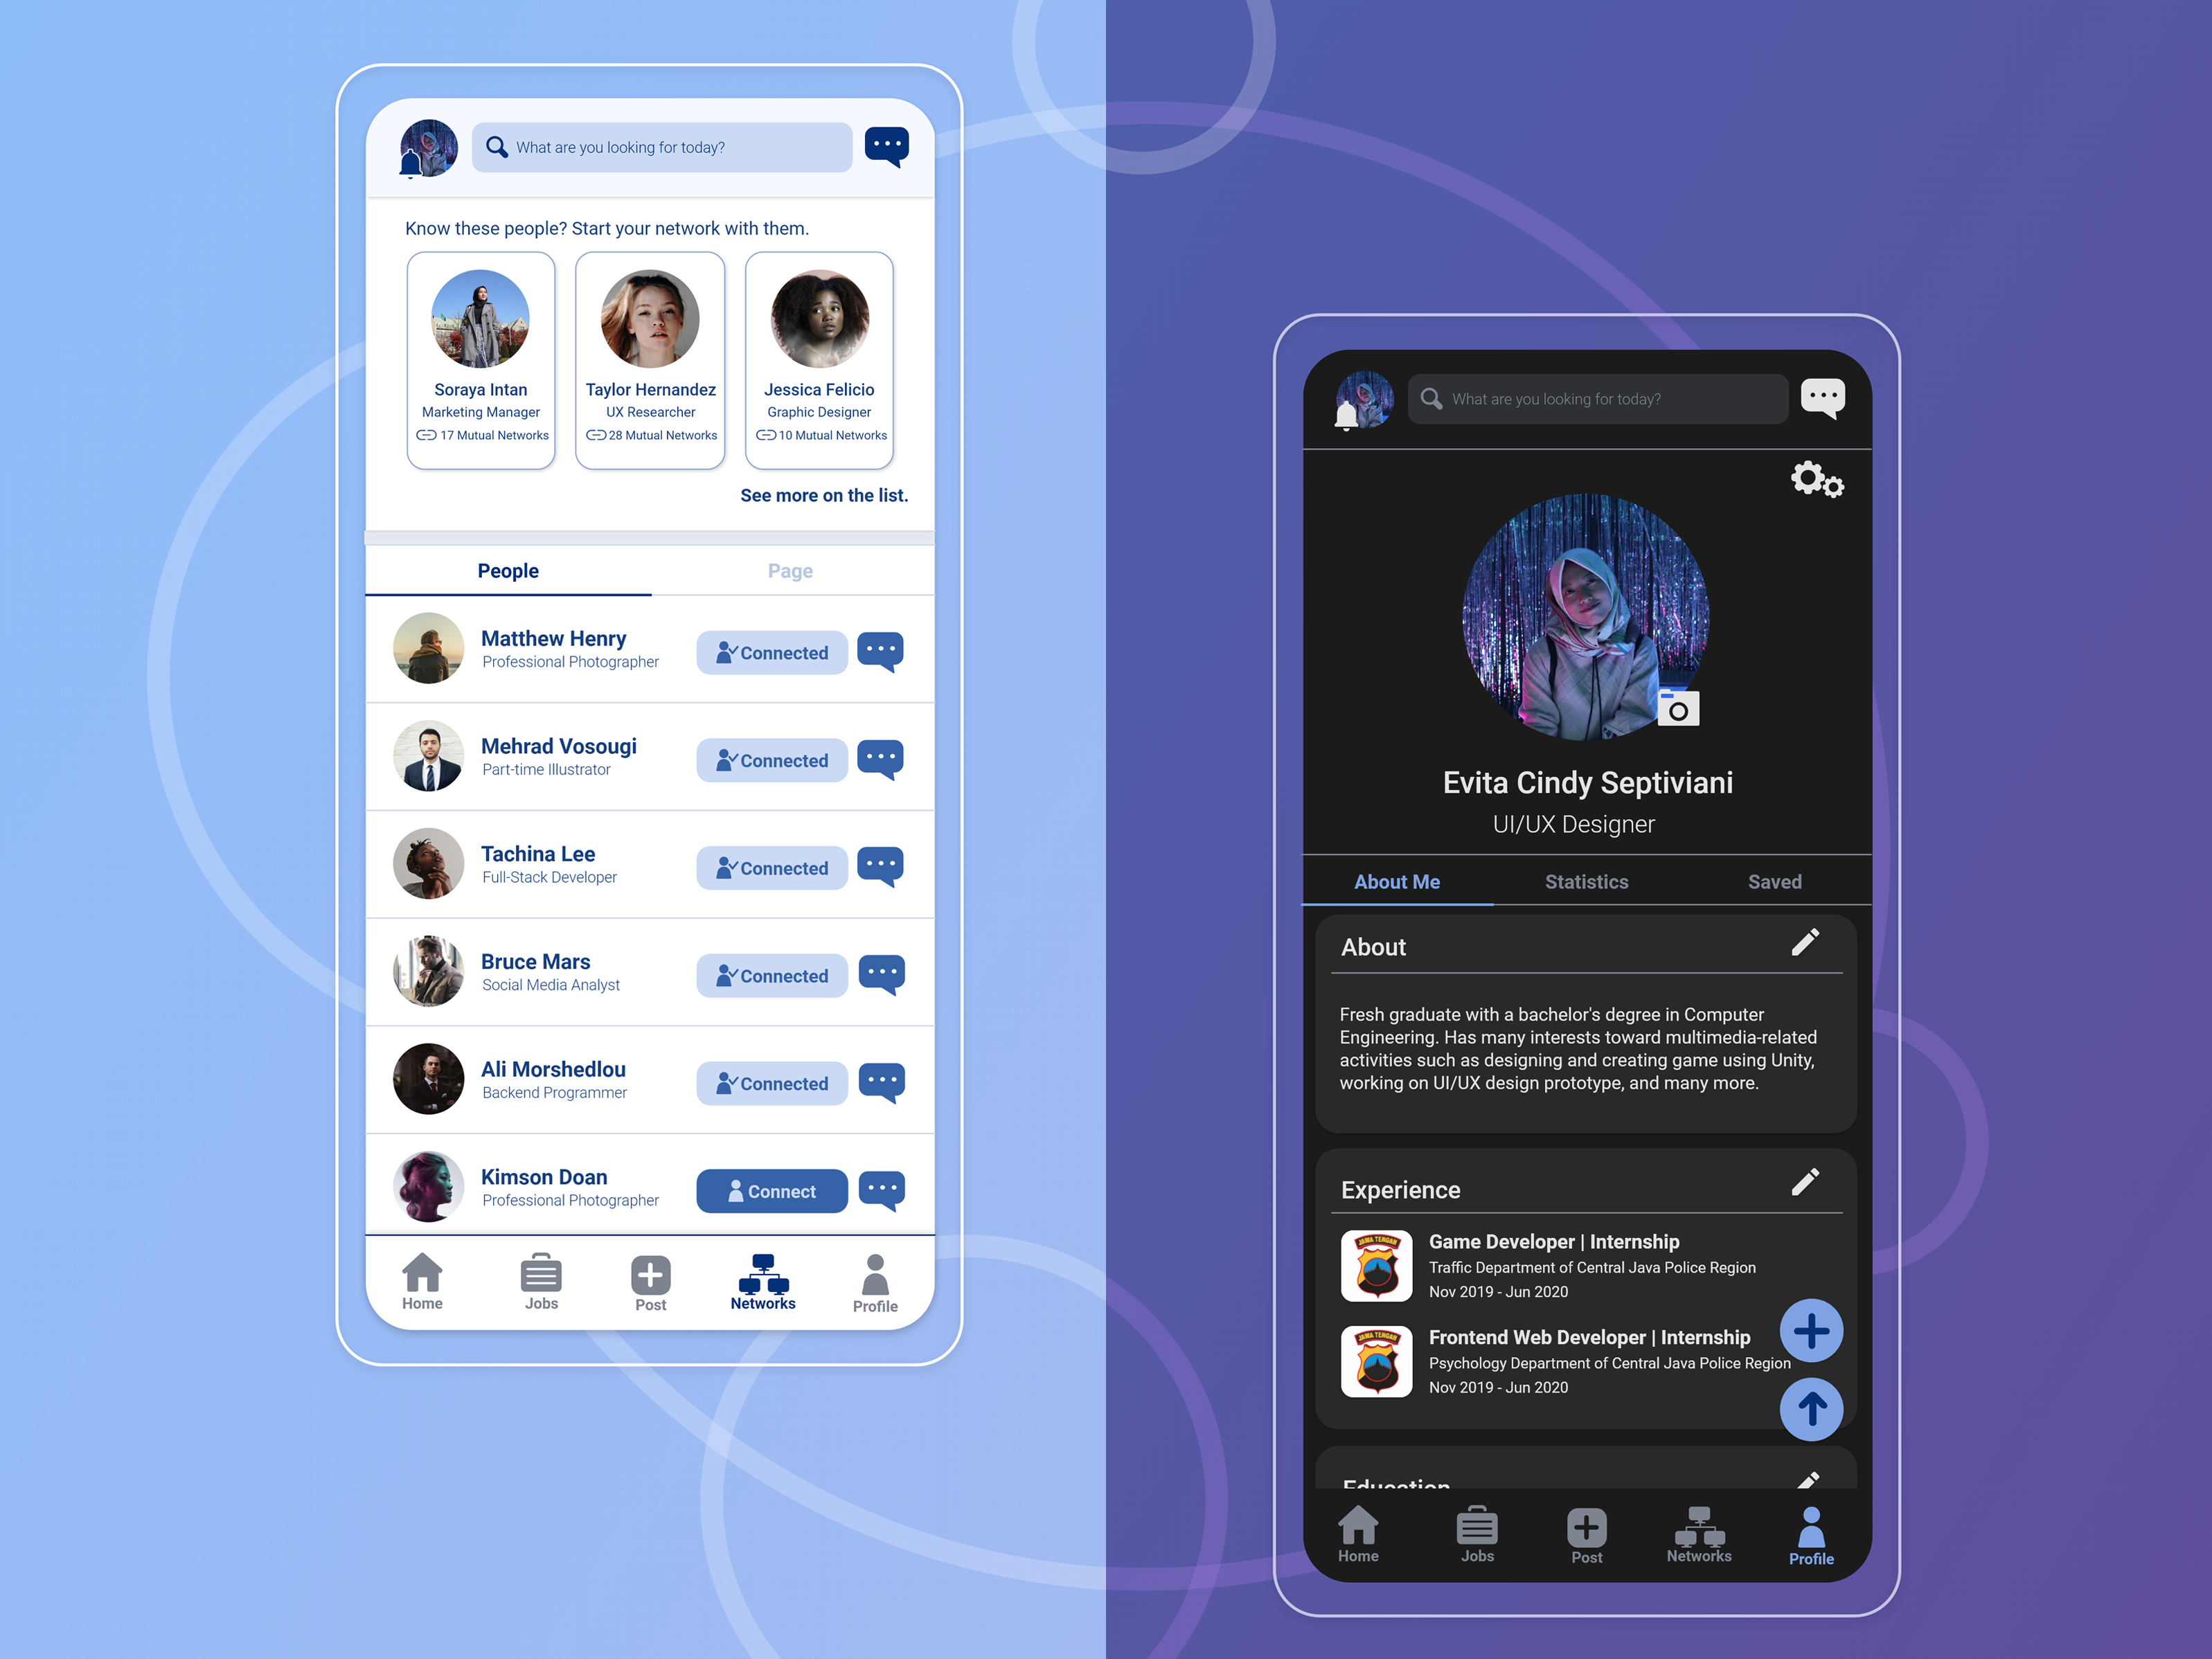 What are you looking for today?
Know these people? Start your network with them.
Soraya Intan
Marketing Manager
17 Mutual Networks
Taylor Hernandez
UX Researcher
28 Mutual Networks
Jessica Felicio
Graphic Designer
10 Mutual Networks
See more on the list.
People
Page
Matthew Henry
Professional Photographer
Connected
Mehrad Vosougi
Part-time Illustrator
Connected
Tachina Lee
Full-Stack Developer
Connected
Bruce Mars
Social Media Analyst
Connected
Ali Morshedlou
Backend Programmer
Connected
Kimson Doan
Professional Photographer
Connect
Home
Jobs
Post
Networks
Profile
What are you looking for today?
Evita Cindy Septiviani
UI/UX Designer
About Me
Statistics
Saved
About
Fresh graduate with a bachelor's degree in Computer
Engineering. Has many interests toward multimedia-related
activities such as designing and creating game using Unity,
working on UI/UX design prototype, and many more.
Experience
JAWA TENGAH
Game Developer | Internship
Traffic Department of Central Java Police Region
Nov 2019 - Jun 2020
JAWA TENGAH
Frontend Web Developer | Internship
Psychology Department of Central Java Police Region
Nov 2019 - Jun 2020
Education
Home
Jobs
Post
Networks
Profile